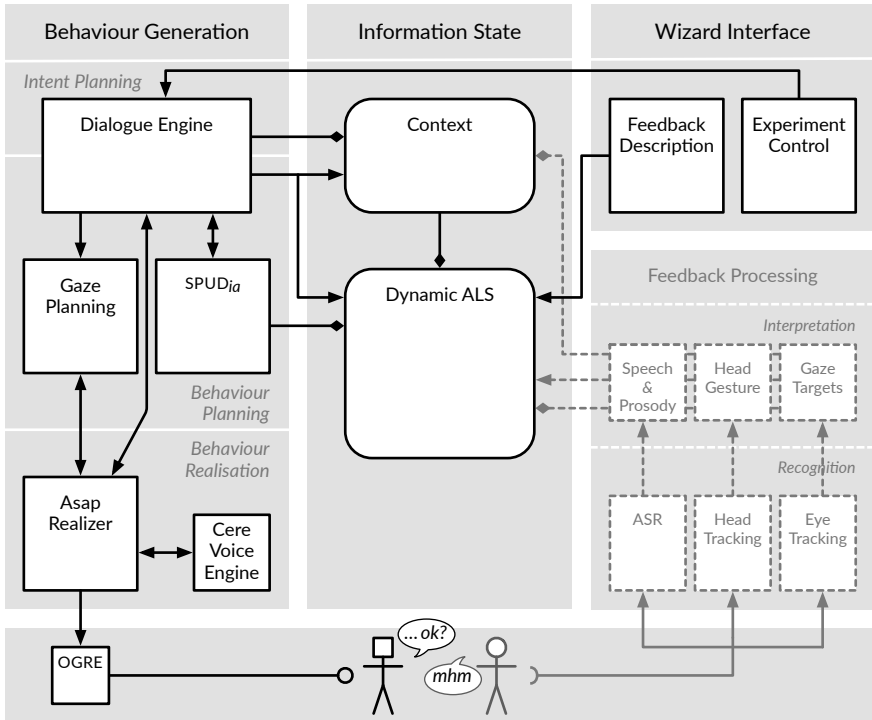 Behaviour Generation
Information State
Wizard Interface
Intent Planning
Dialogue Engine
Context
Feedback
Description
Experiment
Control
Gaze
Planning
SPUDia
Dynamic ALS
Feedback Processing
Interpretation
Speech
&
Prosody
Head
Gesture
Gaze
Targets
Behaviour
Planning
Behaviour
Realisation
Recognition
Asap
Realizer
Cere
Voice
Engine
ASR
Head
Tracking
Eye
Tracking
OGRE
...ok?
mhm